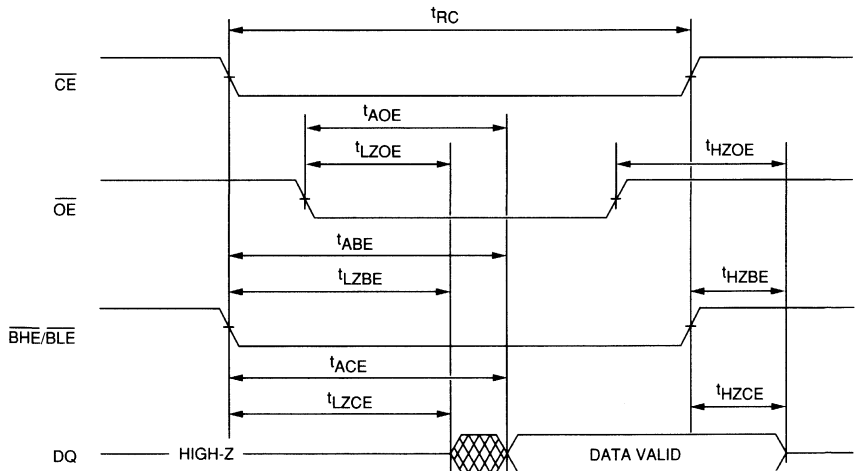 tRC
CE
tAOE
tLZOE
tHZOE
OE
tABE
tLZBE
tHZBE
BHE/BLE
tACE
tLZCE
tHZCE
DQ
HIGH-Z
DATA VALID